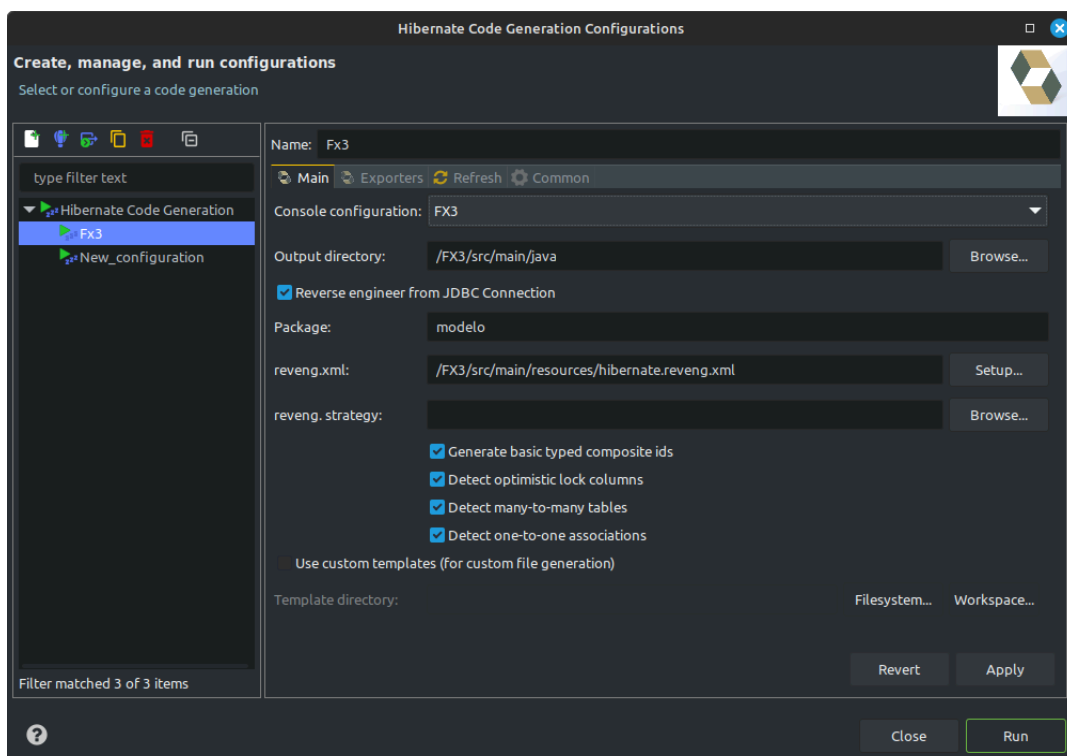 Hibernate Code Generation Configurations
Create, manage, and run configurations
Select or configure a code generation
type filter text
Hibernate Code Generation
Fx3
New_configuration
Filter matched 3 of 3 items
Name: Fx3
Main Exporters Refresh Common
Console configuration: FX3
Output directory: /FX3/src/main/java Browse...
Reverse engineer from JDBC Connection
Package: modelo
reveng.xml: /FX3/src/main/resources/hibernate.reveng.xml Setup...
reveng. strategy: Browse...
Generate basic typed composite ids
Detect optimistic lock columns
Detect many-to-many tables
Detect one-to-one associations
Use custom templates (for custom file generation)
Template directory: Filesystem... Workspace...
Revert Apply
Close Run